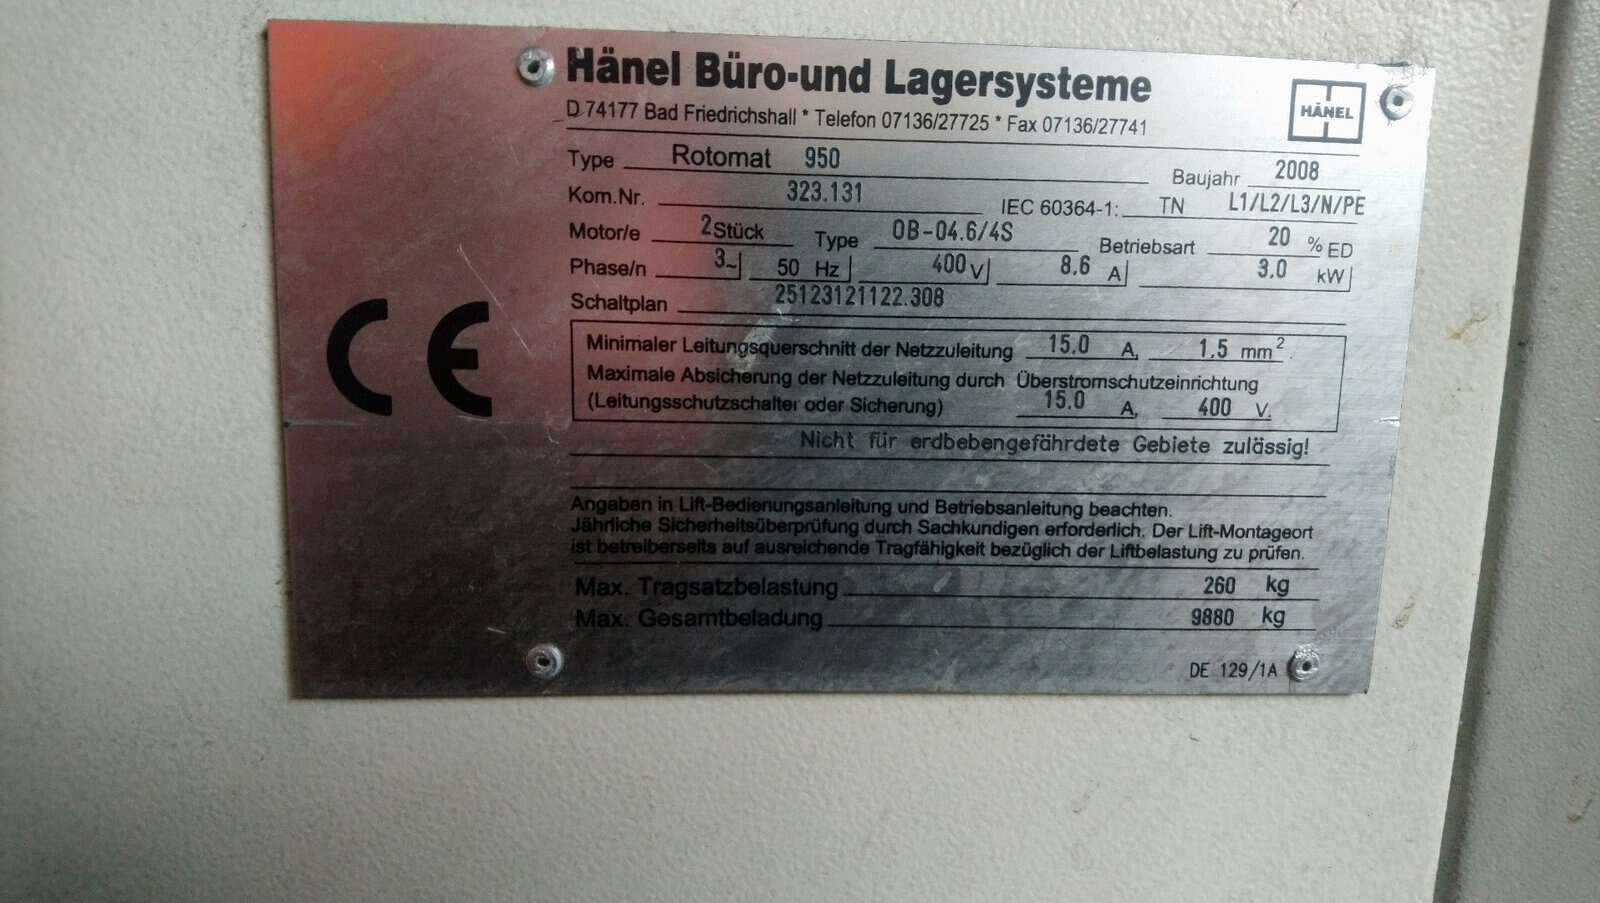 Hänel Büro-und Lagersysteme
D 74177 Bad Friedrichshall * Telefon 07136/27725 * Fax 07136/27741
HÄNEL
Type Rotomat 950 Baujahr 2008
Kom.Nr. 323.131 IEC 60364-1: TN L1/L2/L3/N/PE
Motor/e 2 Stück Type 0B-04.6/4S Betriebsart 20 % ED
Phase/n 3~ 50 Hz 400 V 8.6 A 3.0 kW
Schaltplan 25123121122.308
CE
Minimaler Leitungsquerschnitt der Netzzuleitung 15.0 A, 1.5 mm².
Maximale Absicherung der Netzzuleitung durch Überstromschutzeinrichtung
(Leitungsschutzschalter oder Sicherung) 15.0 A, 400 V.
Nicht für erdbebengefährdete Gebiete zulässig!
Angaben in Lift-Bedienungsanleitung und Betriebsanleitung beachten.
Jährliche Sicherheitsüberprüfung durch Sachkundigen erforderlich. Der Lift-Montageort
ist betreiberseits auf ausreichende Tragfähigkeit bezüglich der Liftbelastung zu prüfen.
Max. Tragsatzbelastung 260 kg
Max. Gesamtbeladung 9880 kg
DE 129/1A